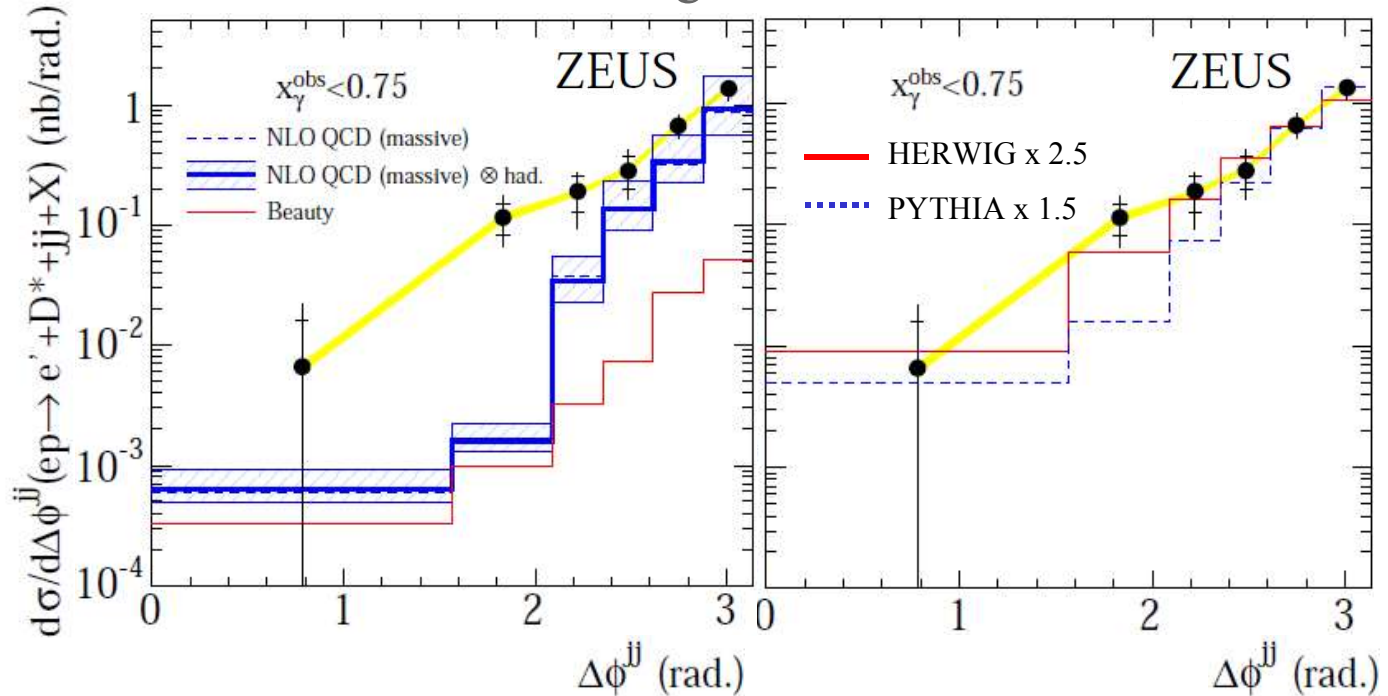 dσ/dΔϕ^jj(ep→ e'+D*+jj+X) (nb/rad.)
ZEUS
x_γ^obs<0.75
NLO QCD (massive)
NLO QCD (massive) ⊗ had.
Beauty
1
10^-1
10^-2
10^-3
10^-4
0 1 2 3
Δϕ^jj (rad.)
ZEUS
x_γ^obs<0.75
HERWIG x 2.5
PYTHIA x 1.5
0 1 2 3
Δϕ^jj (rad.)